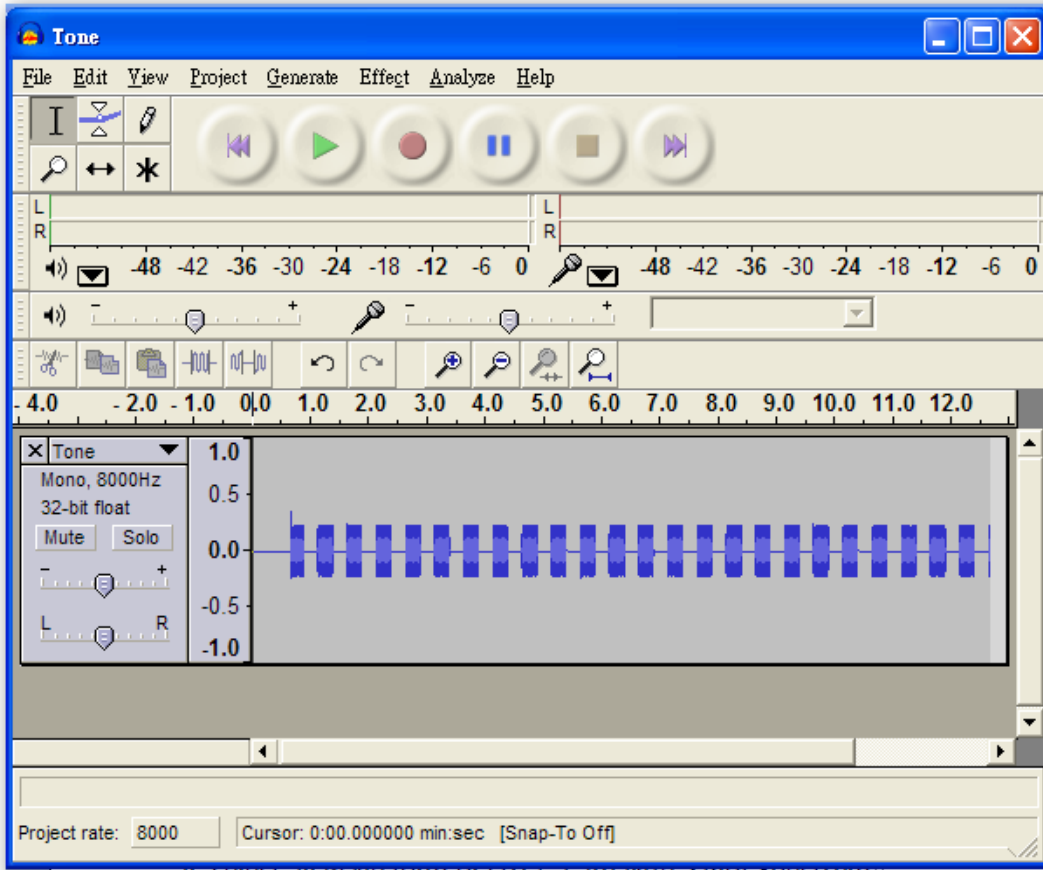 Tone
File Edit View Project Generate Effect Analyze Help
L
R
-48 -42 -36 -30 -24 -18 -12 -6 0
L
R
-48 -42 -36 -30 -24 -18 -12 -6 0
- +
- +
- 4.0 - 2.0 - 1.0 0.0 1.0 2.0 3.0 4.0 5.0 6.0 7.0 8.0 9.0 10.0 11.0 12.0
Tone
Mono, 8000Hz
32-bit float
Mute Solo
- +
L R
1.0
0.5
0.0
-0.5
-1.0
Project rate: 8000 Cursor: 0:00.000000 min:sec [Snap-To Off]